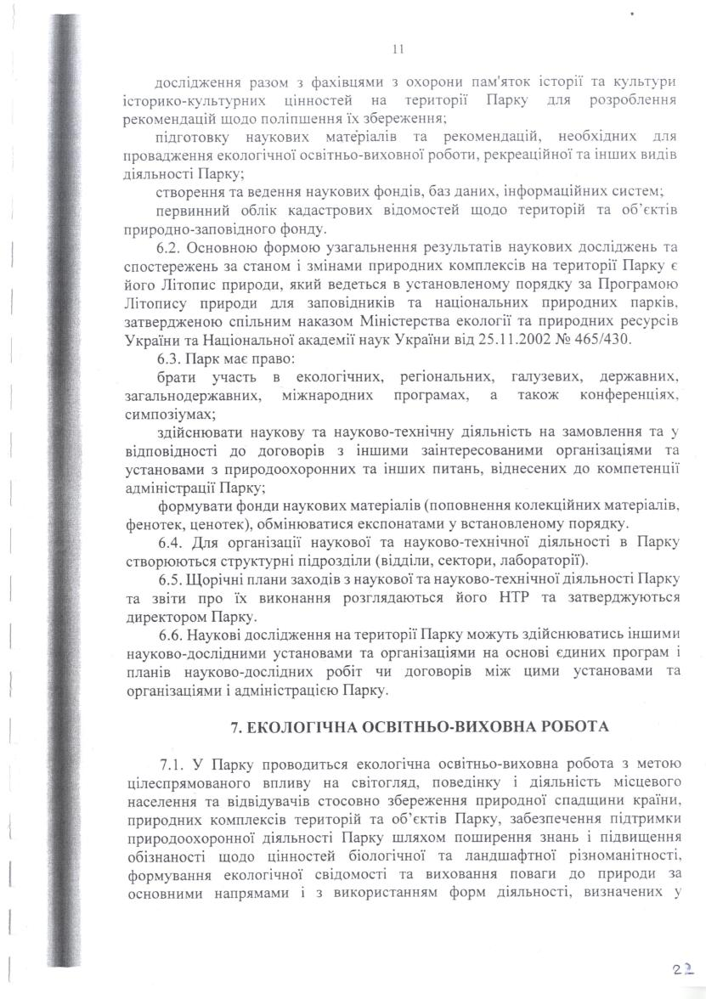 11
дослідження разом з фахівцями з охорони пам'яток історії та культури
історико-культурних цінностей на території Парку для розроблення
рекомендацій щодо поліпшення їх збереження;
підготовку наукових матеріалів та рекомендацій, необхідних для
провадження екологічної освітньо-виховної роботи, рекреаційної та інших видів
діяльності Парку;
створення та ведення наукових фондів, баз даних, інформаційних систем;
первинний облік кадастрових відомостей щодо територій та об’єктів
природно-заповідного фонду.
6.2. Основною формою узагальнення результатів наукових досліджень та
спостережень за станом і змінами природних комплексів на території Парку є
його Літопис природи, який ведеться в установленому порядку за Програмою
Літопису природи для заповідників та національних природних парків,
затвердженою спільним наказом Міністерства екології та природних ресурсів
України та Національної академії наук України від 25.11.2002 № 465/430.
6.3. Парк має право:
брати участь в екологічних, регіональних, галузевих, державних,
загальнодержавних, міжнародних програмах, а також конференціях,
симпозіумах;
здійснювати наукову та науково-технічну діяльність на замовлення та у
відповідності до договорів з іншими заінтересованими організаціями та
установами з природоохоронних та інших питань, віднесених до компетенції
адміністрації Парку;
формувати фонди наукових матеріалів (поповнення колекційних матеріалів,
фенотек, ценотек), обмінюватися експонатами у встановленому порядку.
6.4. Для організації наукової та науково-технічної діяльності в Парку
створюються структурні підрозділи (відділи, сектори, лабораторії).
6.5. Щорічні плани заходів з наукової та науково-технічної діяльності Парку
та звіти про їх виконання розглядаються його НТР та затверджуються
директором Парку.
6.6. Наукові дослідження на території Парку можуть здійснюватись іншими
науково-дослідними установами та організаціями на основі єдиних програм і
планів науково-дослідних робіт чи договорів між цими установами та
організаціями і адміністрацією Парку.
7. ЕКОЛОГІЧНА ОСВІТНЬО-ВИХОВНА РОБОТА
7.1. У Парку проводиться екологічна освітньо-виховна робота з метою
цілеспрямованого впливу на світогляд, поведінку і діяльність місцевого
населення та відвідувачів стосовно збереження природної спадщини країни,
природних комплексів територій та об’єктів Парку, забезпечення підтримки
природоохоронної діяльності Парку шляхом поширення знань і підвищення
обізнаності щодо цінностей біологічної та ландшафтної різноманітності,
формування екологічної свідомості та виховання поваги до природи за
основними напрямами і з використанням форм діяльності, визначених у
22